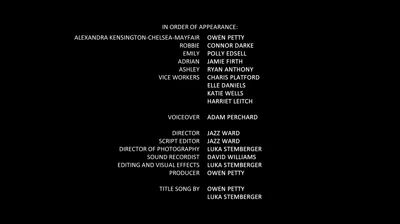 IN ORDER OF APPEARANCE:
ALEXANDRA KENSINGTON-CHELSEA-MAYFAIR OWEN PETTY
ROBBIE CONNOR DARKE
EMILY POLLY EDSELL
ADRIAN JAMIE FIRTH
ASHLEY RYAN ANTHONY
VICE WORKERS CHARIS PLATFORD
ELLE DANIELS
KATIE WELLS
HARRIET LEITCH
VOICEOVER ADAM PERCHARD
DIRECTOR JAZZ WARD
SCRIPT EDITOR JAZZ WARD
DIRECTOR OF PHOTOGRAPHY LUKA STEMBERGER
SOUND RECORDIST DAVID WILLIAMS
EDITING AND VISUAL EFFECTS LUKA STEMBERGER
PRODUCER OWEN PETTY
TITLE SONG BY OWEN PETTY
LUKA STEMBERGER